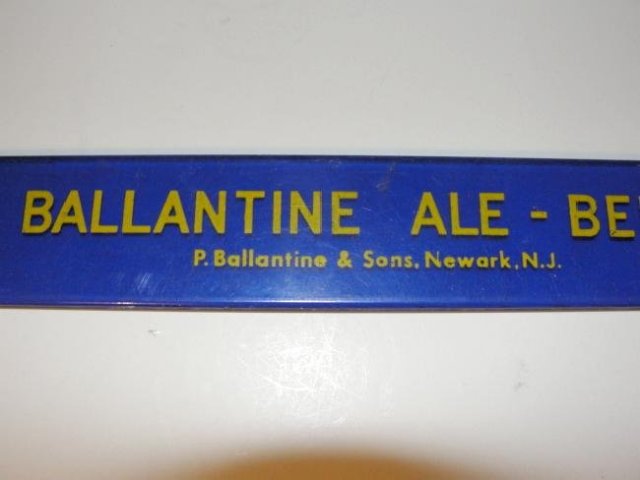 BALLANTINE ALE - BE
P. Ballantine & Sons, Newark, N.J.